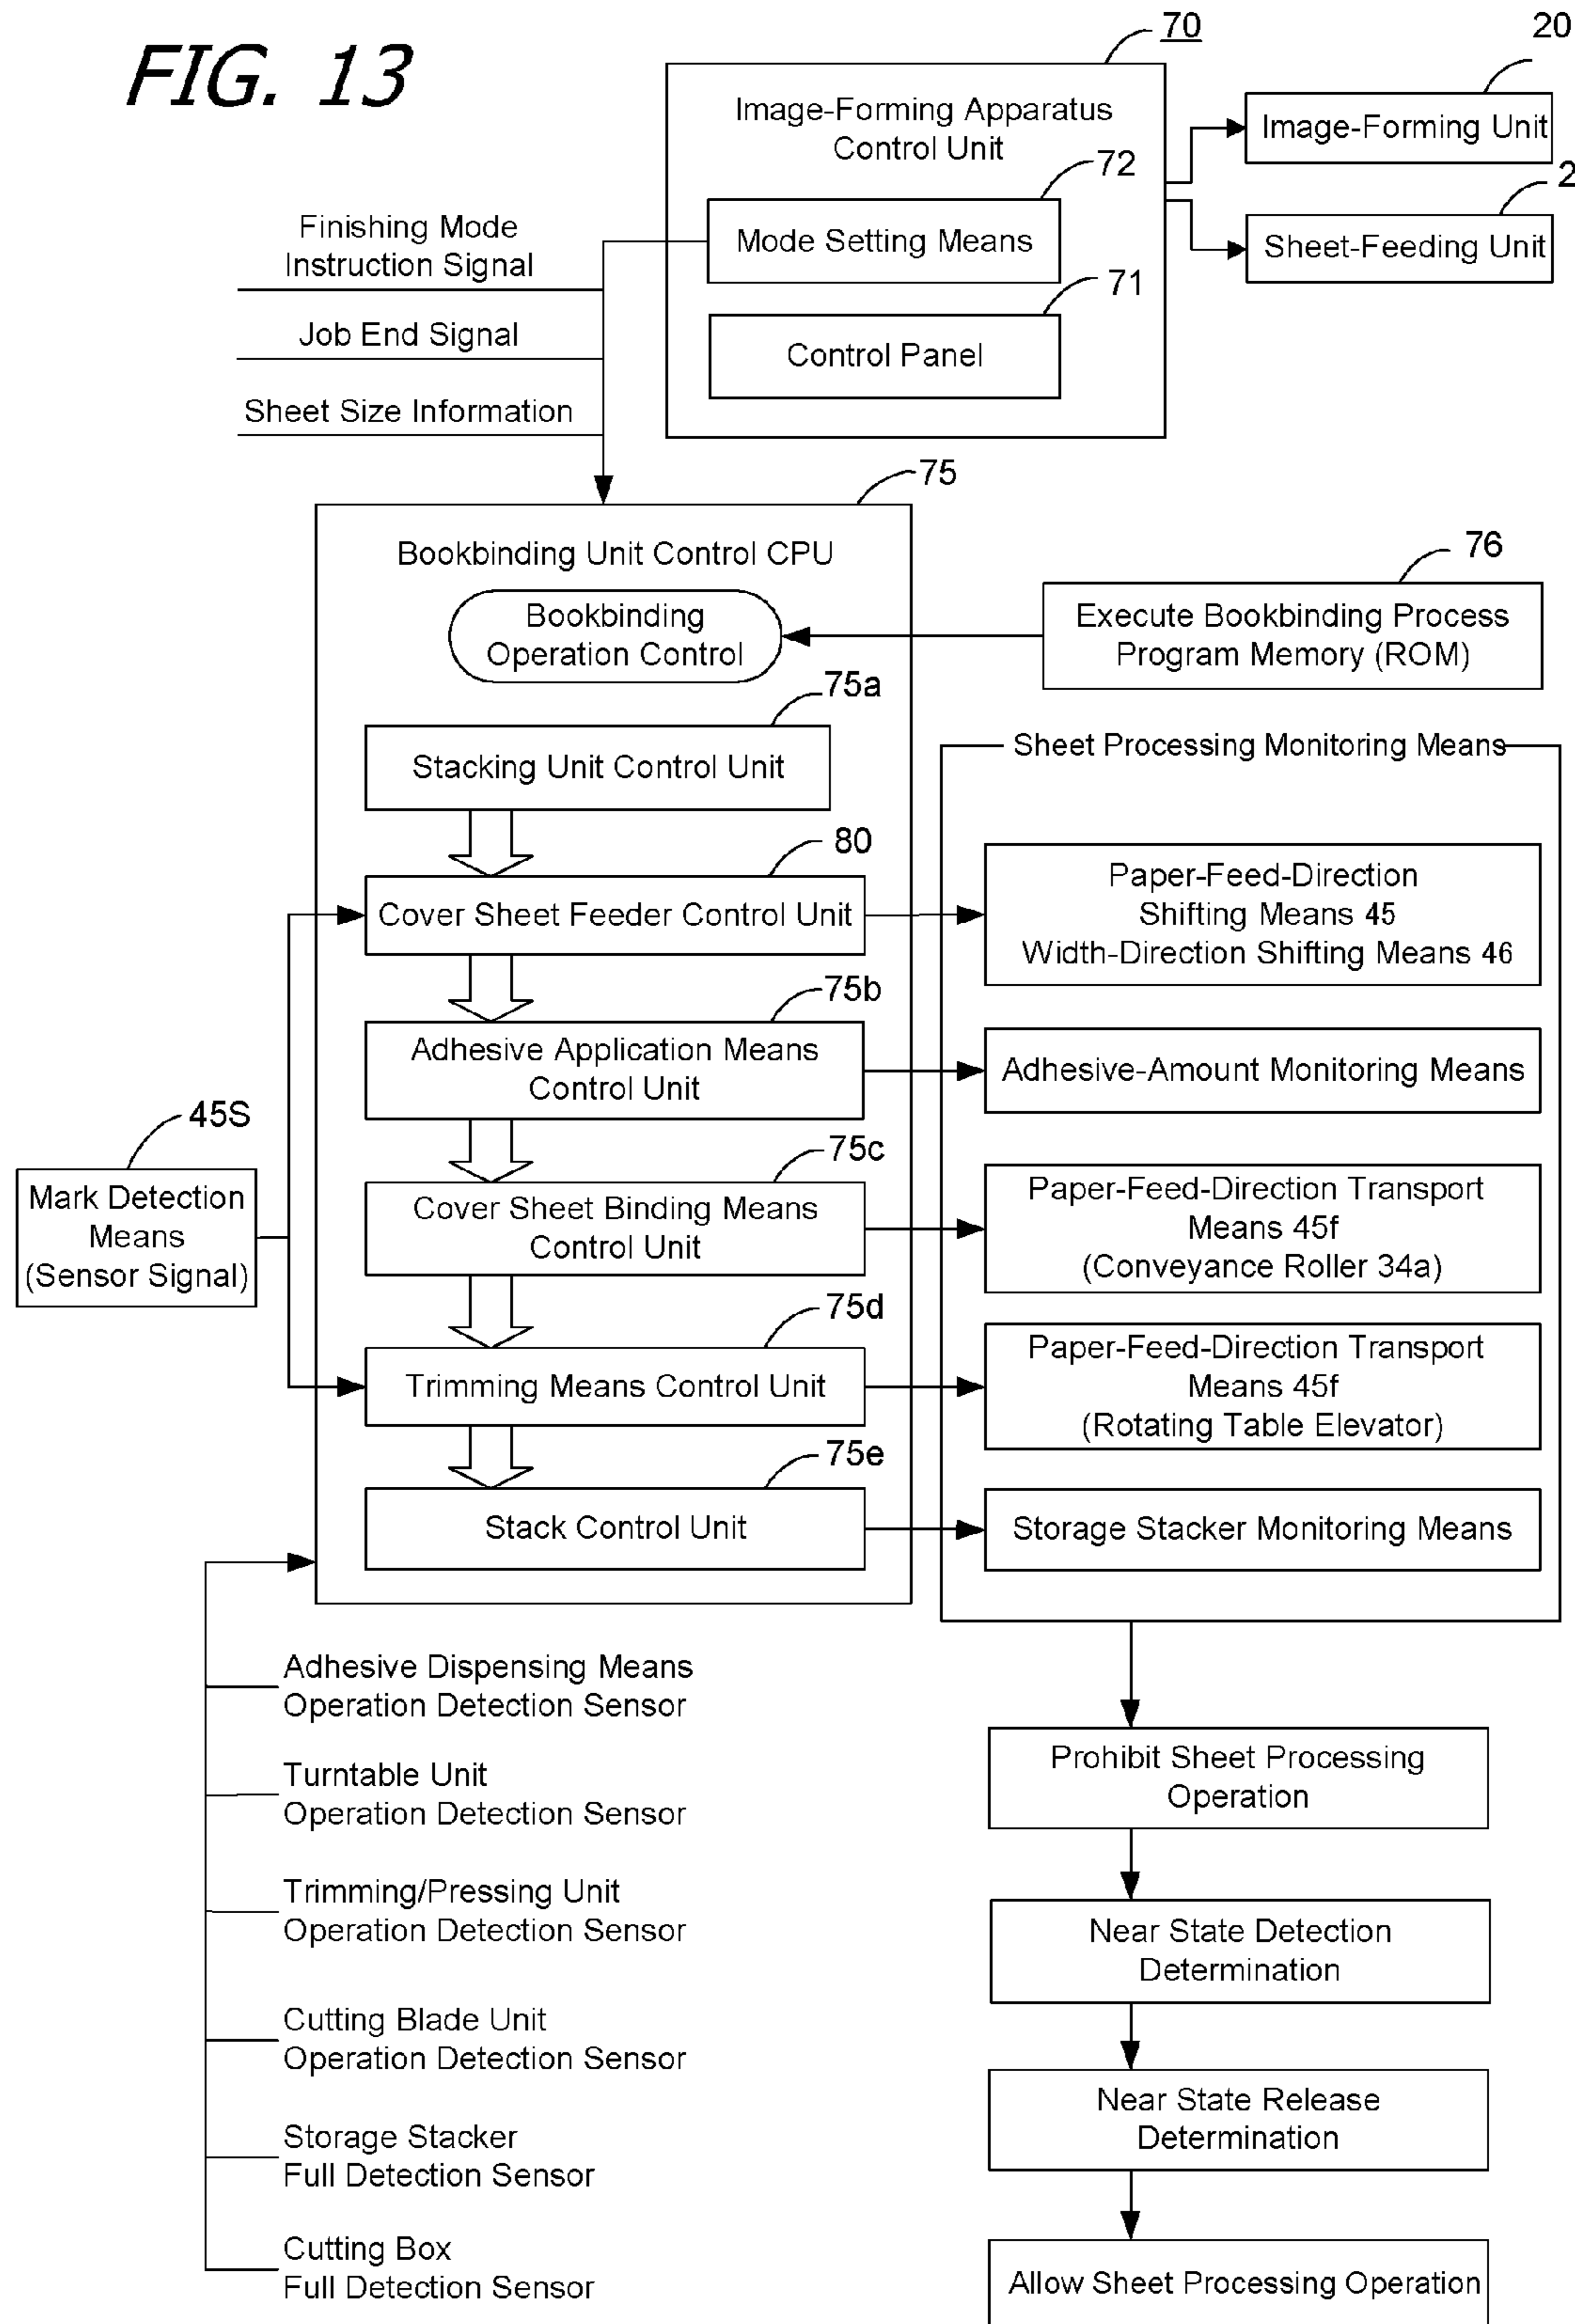 FIG. 13
70
20
Image-Forming Apparatus
Control Unit
Image-Forming Unit
72
2
Mode Setting Means
Sheet-Feeding Unit
Finishing Mode
Instruction Signal
71
Job End Signal
Control Panel
Sheet Size Information
75
Bookbinding Unit Control CPU
76
Bookbinding
Operation Control
Execute Bookbinding Process
Program Memory (ROM)
75a
Stacking Unit Control Unit
Sheet Processing Monitoring Means
80
Cover Sheet Feeder Control Unit
Paper-Feed-Direction
Shifting Means 45
Width-Direction Shifting Means 46
75b
Adhesive Application Means
Control Unit
Adhesive-Amount Monitoring Means
45S
Mark Detection
Means
(Sensor Signal)
75c
Cover Sheet Binding Means
Control Unit
Paper-Feed-Direction Transport
Means 45f
(Conveyance Roller 34a)
75d
Trimming Means Control Unit
Paper-Feed-Direction Transport
Means 45f
(Rotating Table Elevator)
75e
Stack Control Unit
Storage Stacker Monitoring Means
Adhesive Dispensing Means
Operation Detection Sensor
Turntable Unit
Operation Detection Sensor
Trimming/Pressing Unit
Operation Detection Sensor
Cutting Blade Unit
Operation Detection Sensor
Storage Stacker
Full Detection Sensor
Cutting Box
Full Detection Sensor
Prohibit Sheet Processing
Operation
Near State Detection
Determination
Near State Release
Determination
Allow Sheet Processing Operation